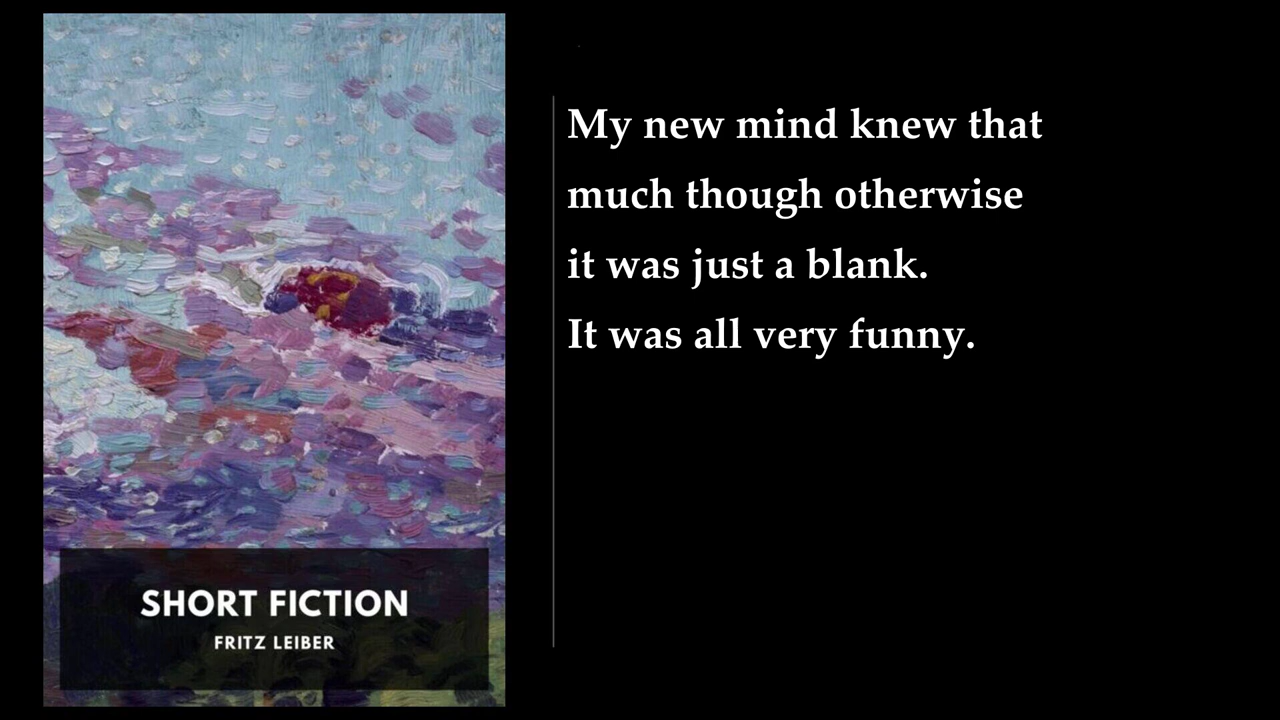 My new mind knew that
much though otherwise
it was just a blank.
It was all very funny.
SHORT FICTION
FRITZ LEIBER